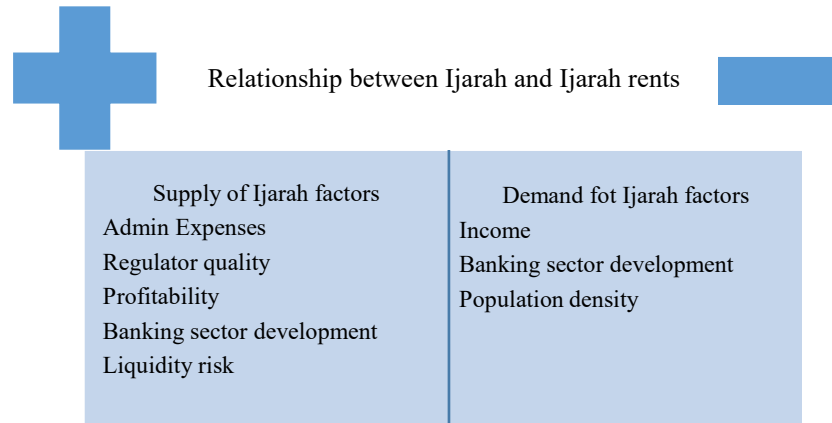 Relationship between Ijarah and Ijarah rents
Supply of Ijarah factors
Admin Expenses
Regulator quality
Profitability
Banking sector development
Liquidity risk
Demand fot Ijarah factors
Income
Banking sector development
Population density